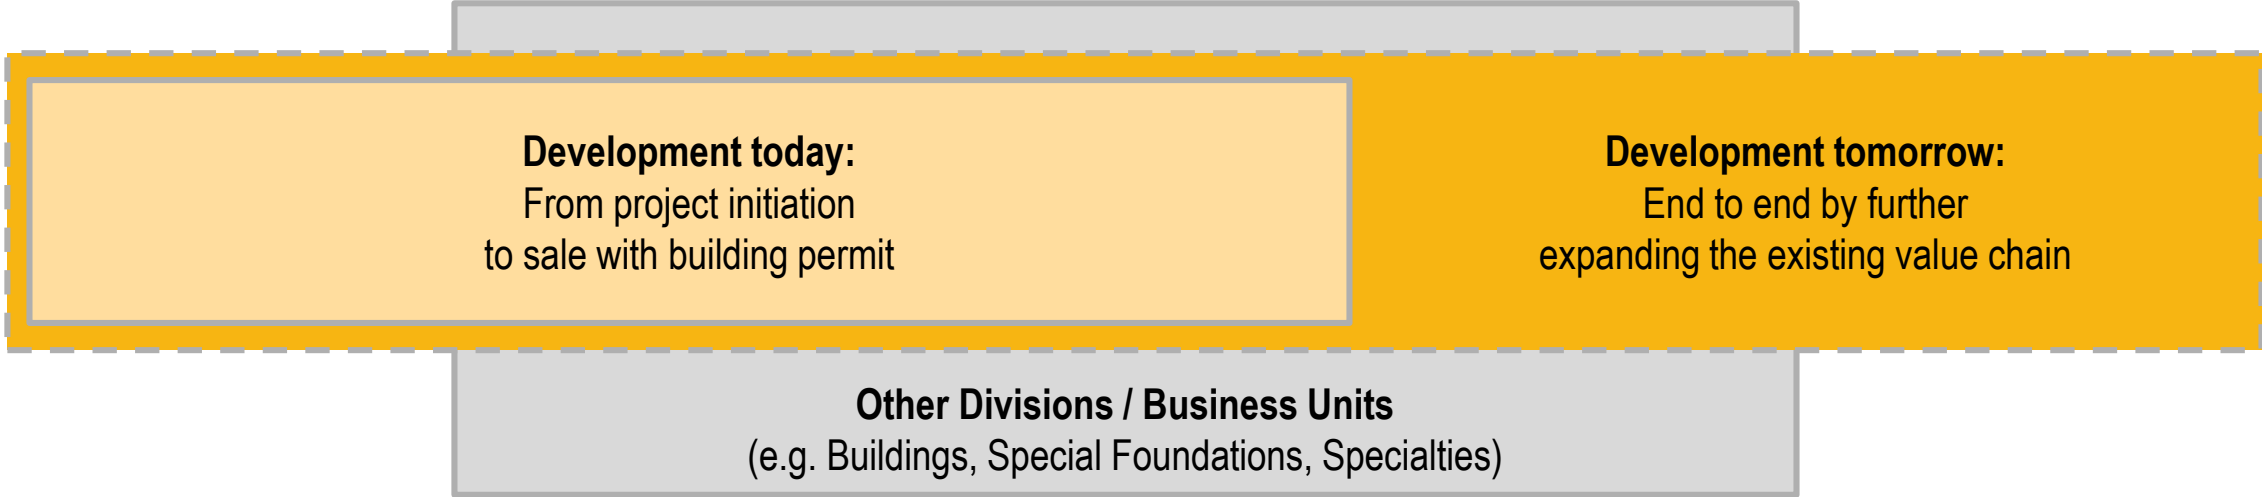 Development today:
From project initiation
to sale with building permit
Development tomorrow:
End to end by further
expanding the existing value chain
Other Divisions / Business Units
(e.g. Buildings, Special Foundations, Specialties)